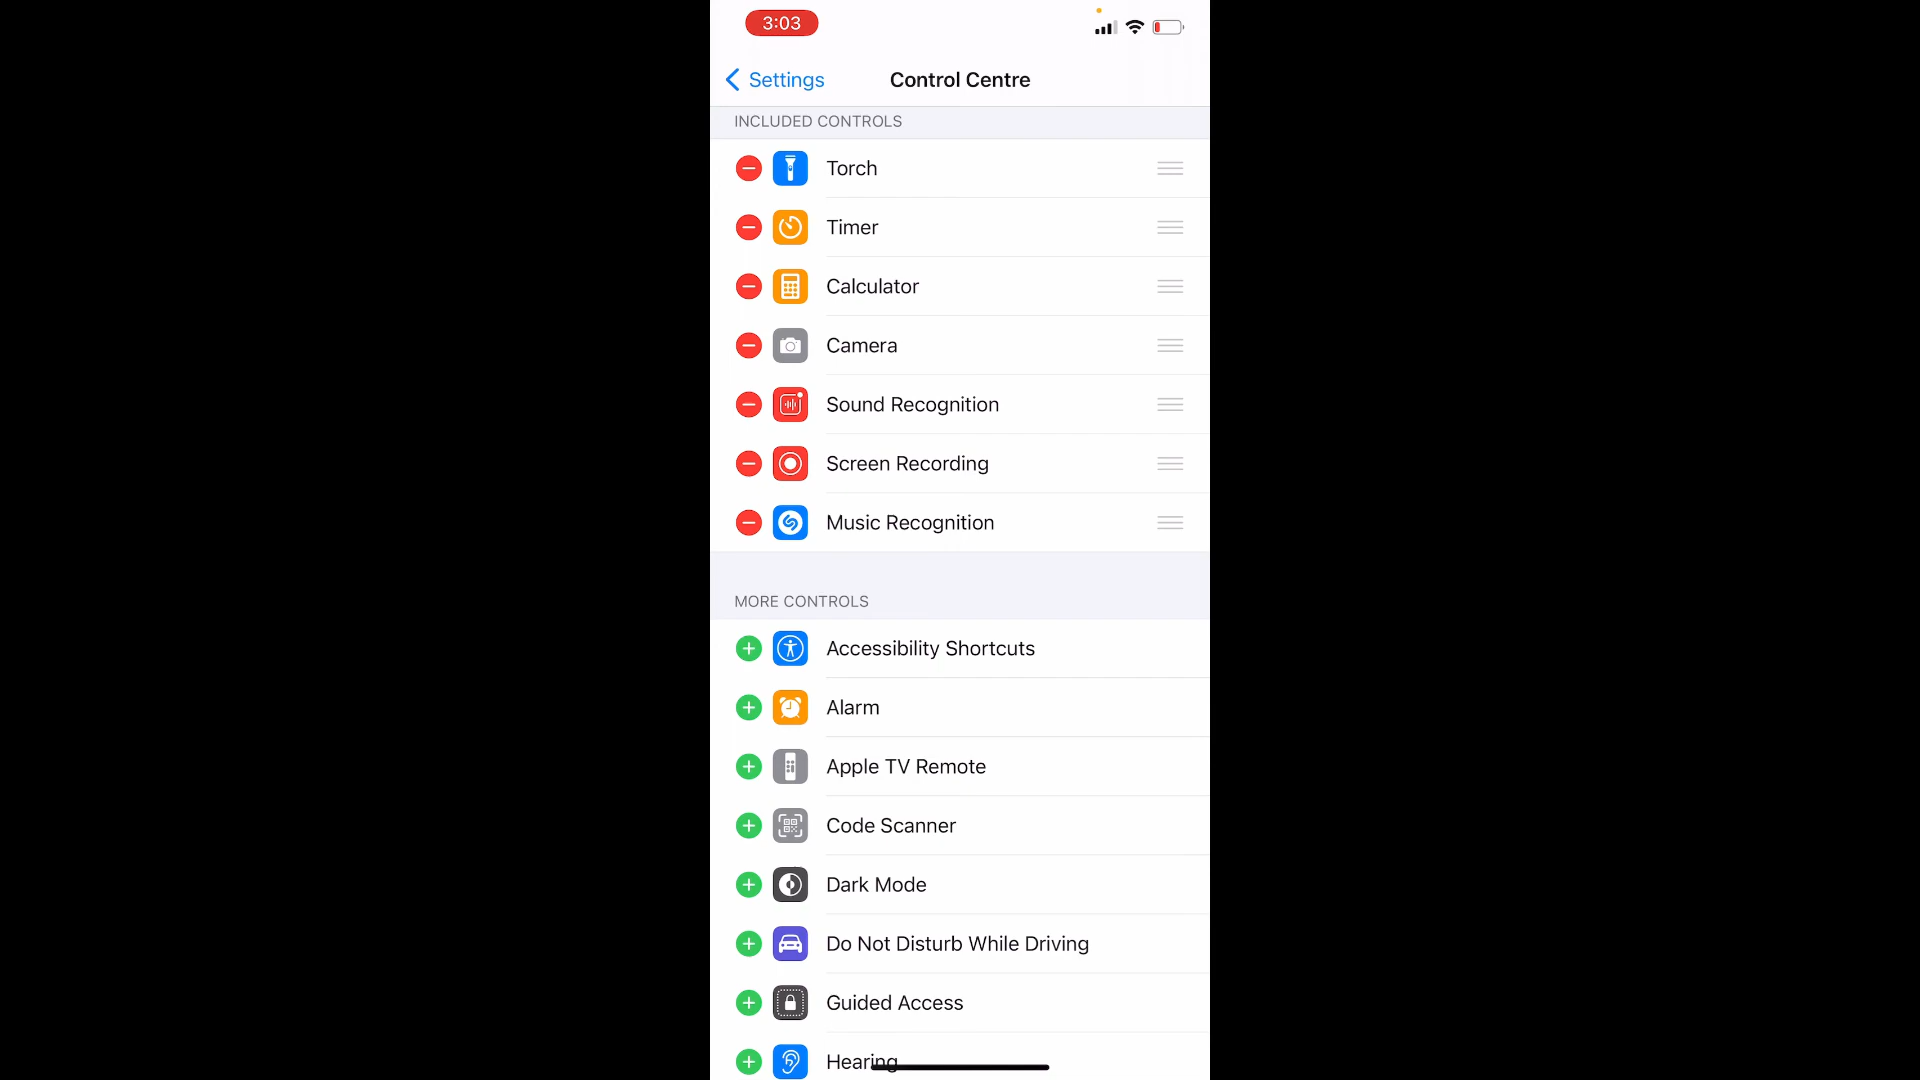 3:03
Settings
Control Centre
INCLUDED CONTROLS
Torch
Timer
Calculator
Camera
Sound Recognition
Screen Recording
Music Recognition
MORE CONTROLS
Accessibility Shortcuts
Alarm
Apple TV Remote
Code Scanner
Dark Mode
Do Not Disturb While Driving
Guided Access
Hearing